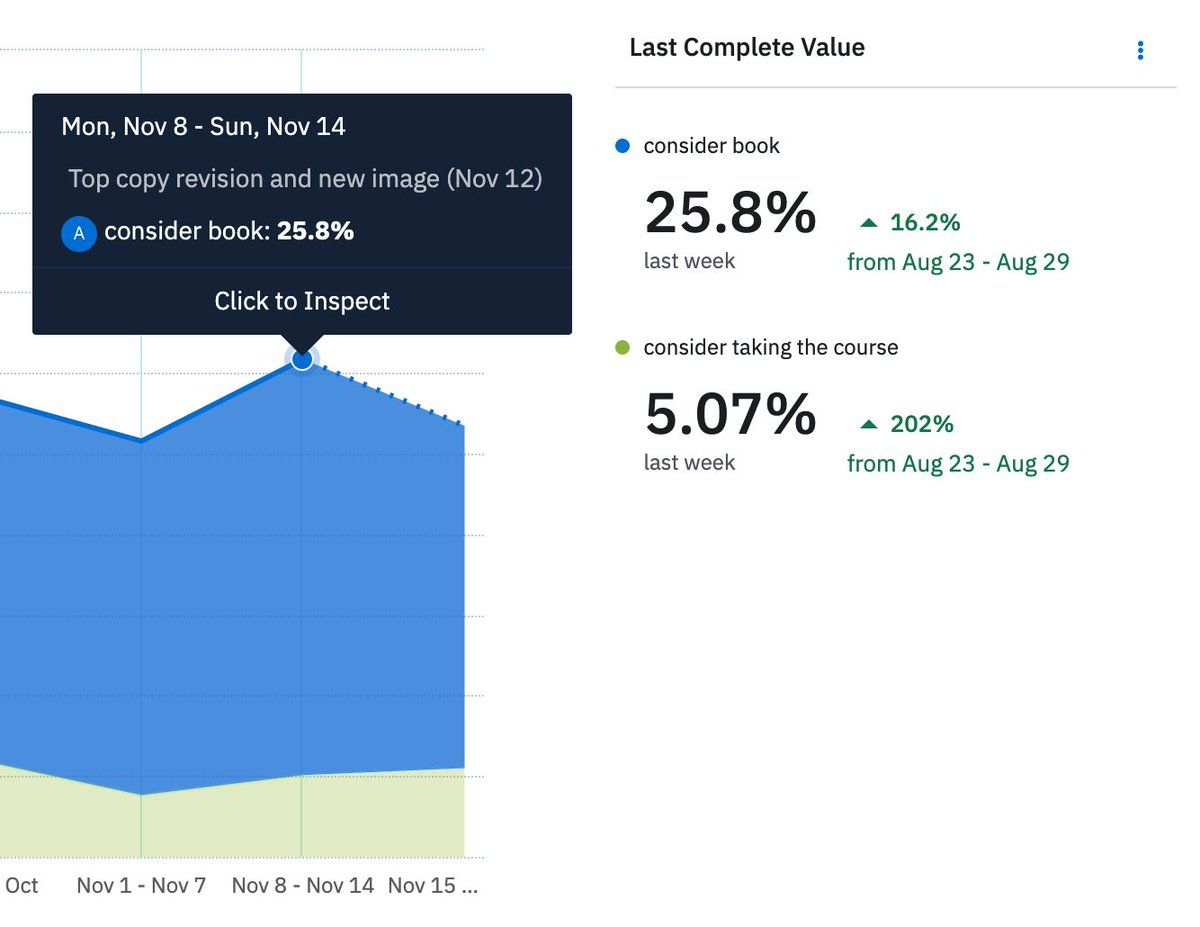 Mon, Nov 8 - Sun, Nov 14
Top copy revision and new image (Nov 12)
A consider book: 25.8%
Click to Inspect
Oct Nov 1 - Nov 7 Nov 8 - Nov 14 Nov 15 ...
Last Complete Value
consider book
25.8% ▲ 16.2%
last week from Aug 23 - Aug 29
consider taking the course
5.07% ▲ 202%
last week from Aug 23 - Aug 29